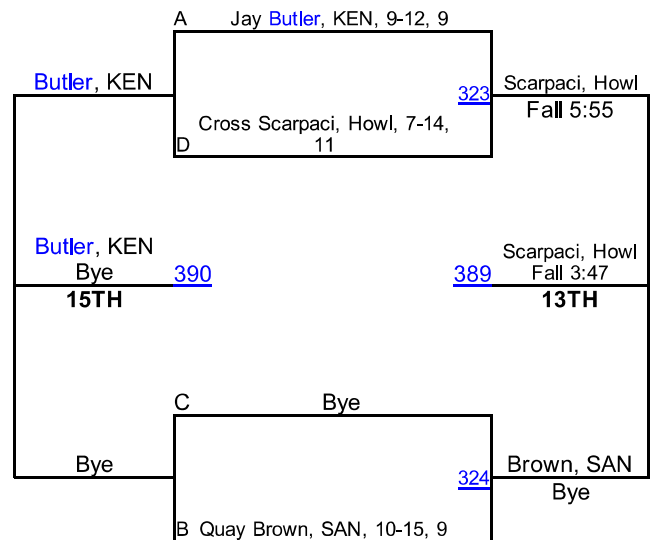 A Jay Butler, KEN, 9-12, 9
Butler, KEN
323
Scarpaci, Howl
Fall 5:55
Cross Scarpaci, Howl, 7-14,
D 11
Butler, KEN
Bye
15TH
390
389
Scarpaci, Howl
Fall 3:47
13TH
C Bye
Bye
324
Brown, SAN
Bye
B Quay Brown, SAN, 10-15, 9